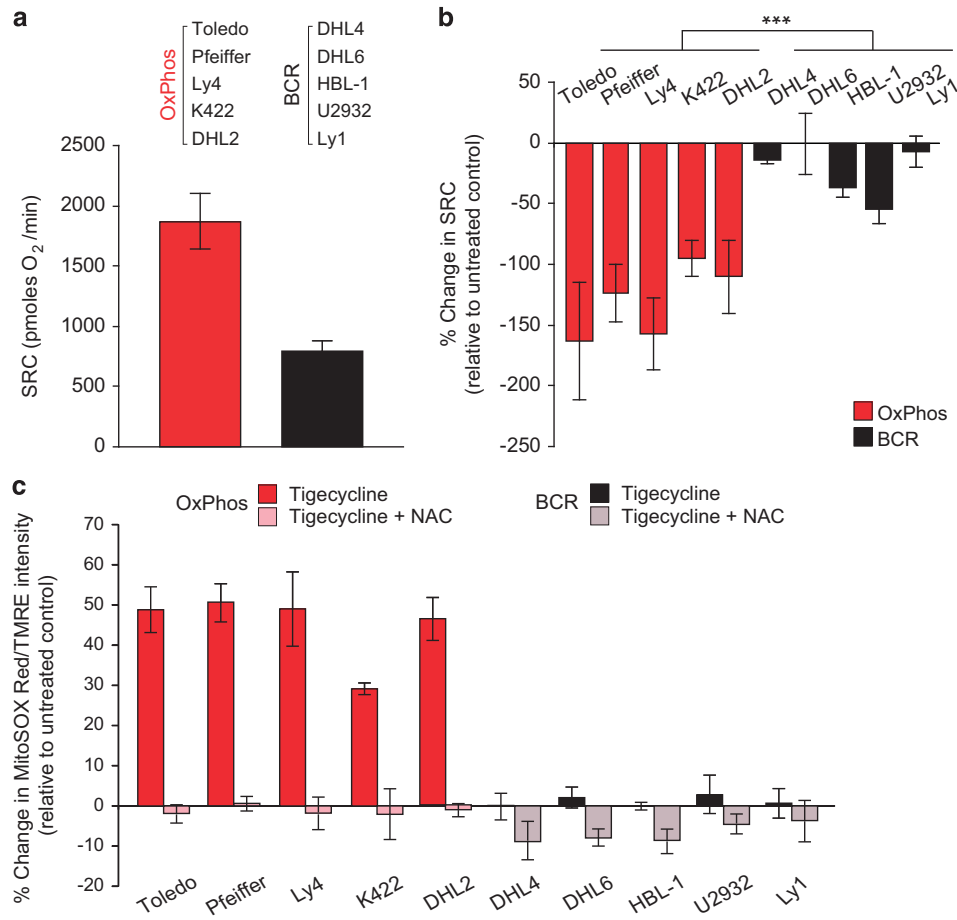 a
OxPhos
Toledo
Pfeiffer
Ly4
K422
DHL2
BCR
DHL4
DHL6
HBL-1
U2932
Ly1
SRC (pmoles O2/min)
2500
2000
1500
1000
500
0
b
***
Toledo
Pfeiffer
Ly4
K422
DHL2
DHL4
DHL6
HBL-1
U2932
Ly1
% Change in SRC
(relative to untreated control)
50
0
-50
-100
-150
-200
-250
OxPhos
BCR
c
OxPhos
Tigecycline
Tigecycline + NAC
BCR
Tigecycline
Tigecycline + NAC
% Change in MitoSOX Red/TMRE intensity
(relative to untreated control)
70
60
50
40
30
20
10
0
-10
-20
Toledo
Pfeiffer
Ly4
K422
DHL2
DHL4
DHL6
HBL-1
U2932
Ly1